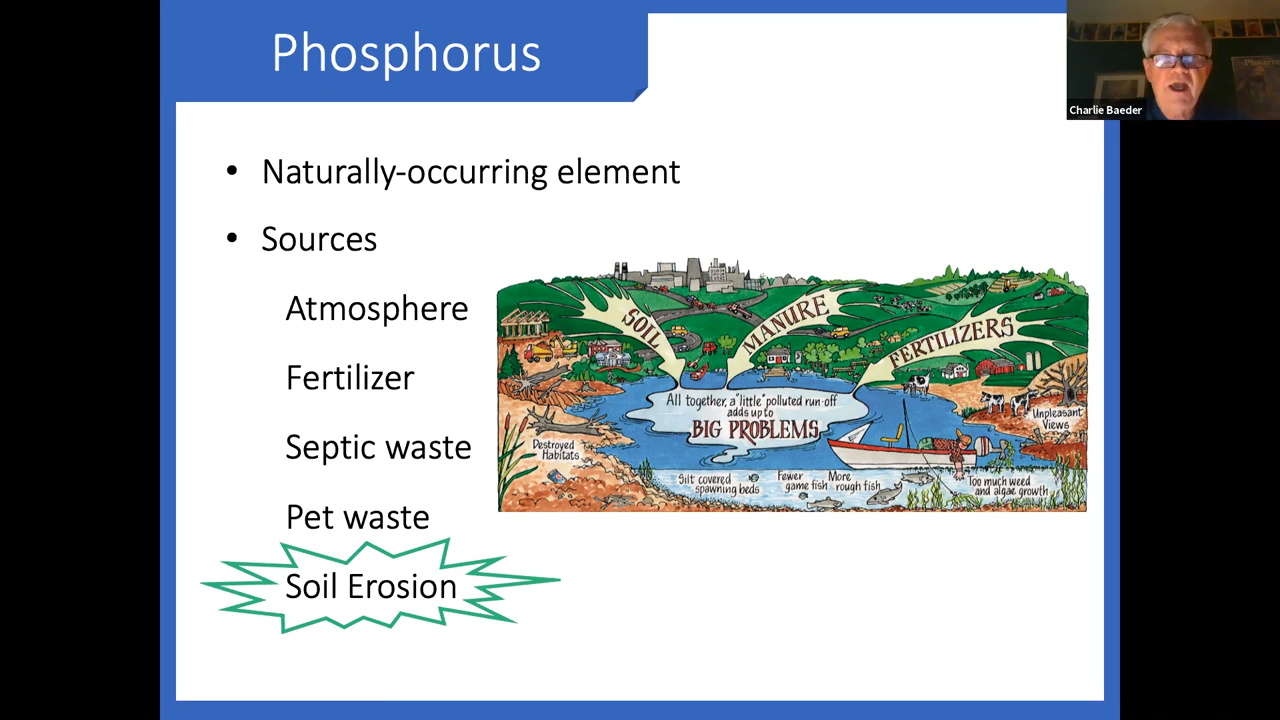 Phosphorus
Charlie Baeder
• Naturally-occurring element
• Sources
Atmosphere
Fertilizer
Septic waste
Pet waste
Soil Erosion
SOIL
MANURE
FERTILIZERS
All together, a "little" polluted run-off
adds up to
BIG PROBLEMS
Destroyed
Habitats
Unpleasant
Views
Silt covered
spawning beds
Fewer
game fish
More
rough fish
Too much weed
and algae growth